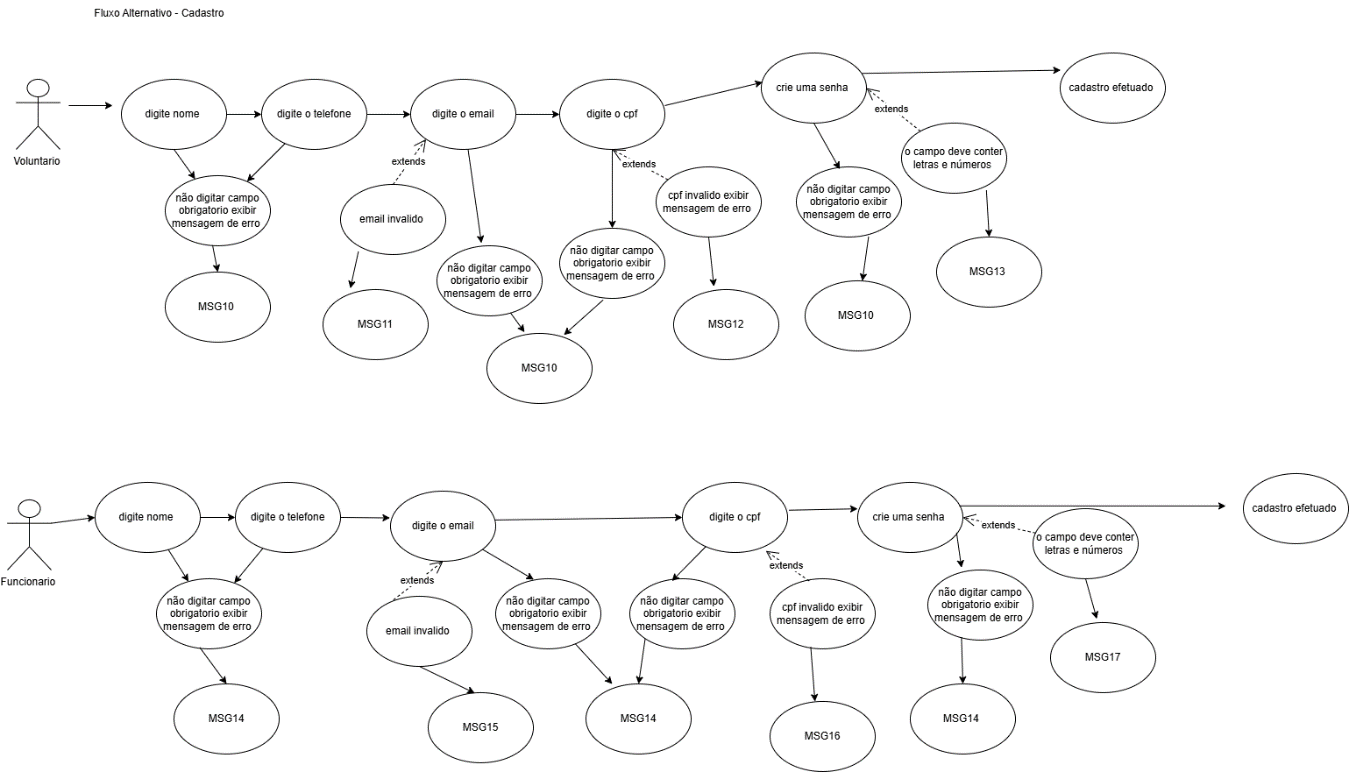 Fluxo Alternativo - Cadastro
Voluntario
digite nome
digite o telefone
digite o email
digite o cpf
crie uma senha
cadastro efetuado
extends
extends
extends
não digitar campo
obrigatorio exibir
mensagem de erro
email invalido
não digitar campo
obrigatorio exibir
mensagem de erro
não digitar campo
obrigatorio exibir
mensagem de erro
cpf invalido exibir
mensagem de erro
não digitar campo
obrigatorio exibir
mensagem de erro
o campo deve conter
letras e números
MSG10
MSG11
MSG10
MSG12
MSG10
MSG13
Funcionario
digite nome
digite o telefone
digite o email
digite o cpf
crie uma senha
cadastro efetuado
extends
extends
extends
não digitar campo
obrigatorio exibir
mensagem de erro
email invalido
não digitar campo
obrigatorio exibir
mensagem de erro
não digitar campo
obrigatorio exibir
mensagem de erro
cpf invalido exibir
mensagem de erro
não digitar campo
obrigatorio exibir
mensagem de erro
o campo deve conter
letras e números
MSG14
MSG15
MSG14
MSG16
MSG14
MSG17